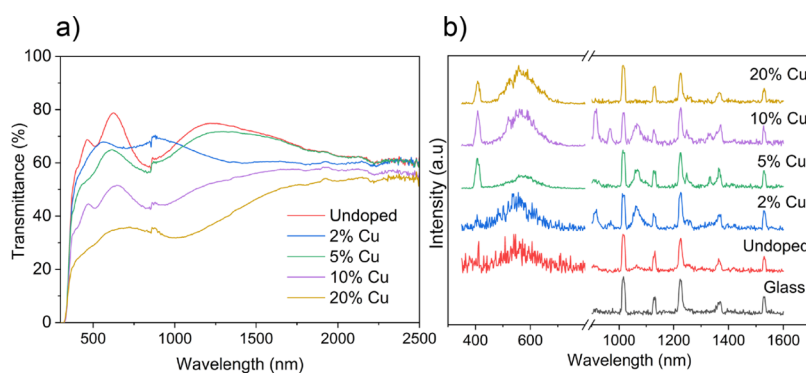 a)
100
80
60
40
20
0
Transmittance (%)
500
1000
1500
2000
2500
Wavelength (nm)
Undoped
2% Cu
5% Cu
10% Cu
20% Cu
b)
Intensity (a.u)
20% Cu
10% Cu
5% Cu
2% Cu
Undoped
Glass
400
600
1000
1200
1400
1600
Wavelength (nm)